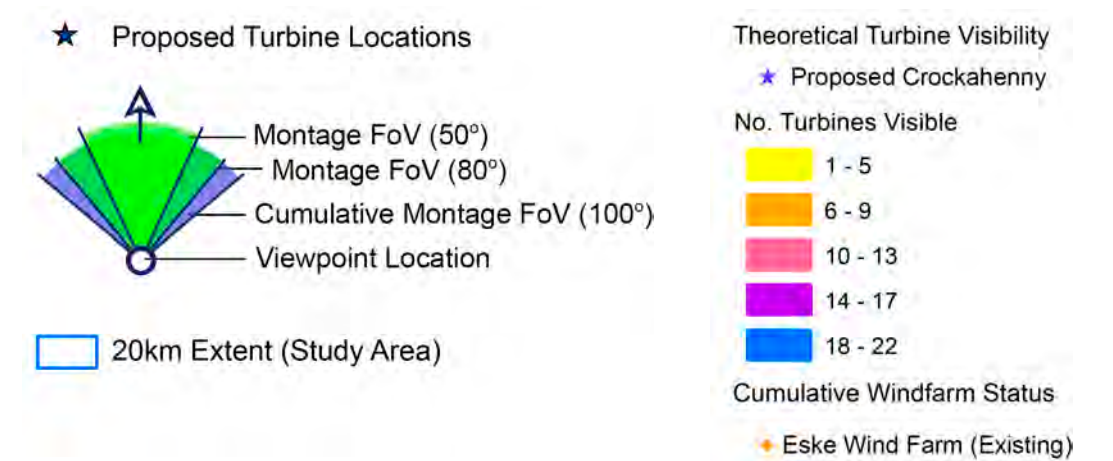 Proposed Turbine Locations
Montage FoV (50°)
Montage FoV (80°)
Cumulative Montage FoV (100°)
Viewpoint Location
20km Extent (Study Area)
Theoretical Turbine Visibility
Proposed Crockahenny
No. Turbines Visible
1 - 5
6 - 9
10 - 13
14 - 17
18 - 22
Cumulative Windfarm Status
Eske Wind Farm (Existing)